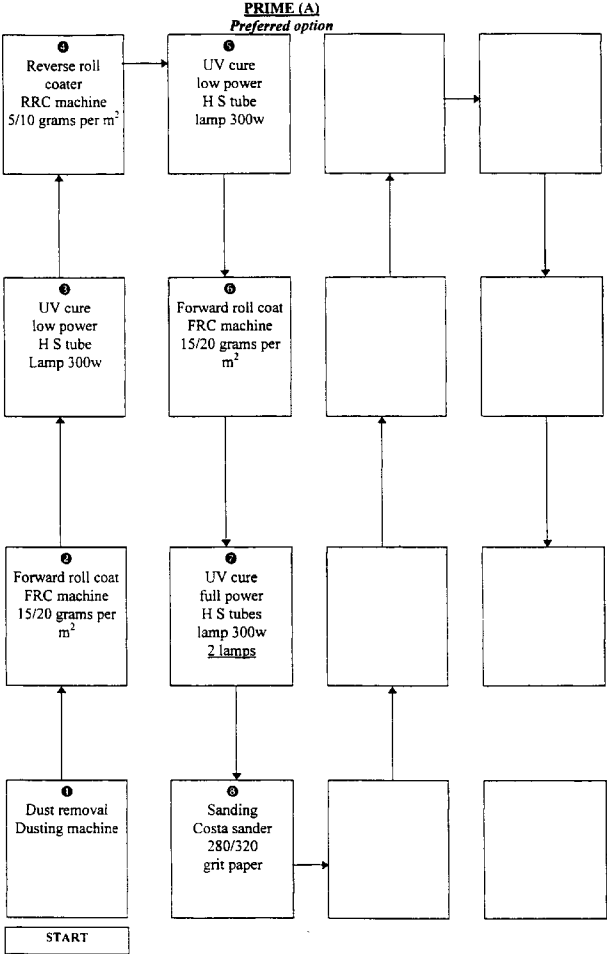 PRIME (A)
Preferred option
❹
Reverse roll
coater
RRC machine
5/10 grams per m²
❺
UV cure
low power
H S tube
lamp 300w
❸
UV cure
low power
H S tube
Lamp 300w
❻
Forward roll coat
FRC machine
15/20 grams per
m²
❷
Forward roll coat
FRC machine
15/20 grams per
m²
❼
UV cure
full power
H S tubes
lamp 300w
2 lamps
❶
Dust removal
Dusting machine
❽
Sanding
Costa sander
280/320
grit paper
START